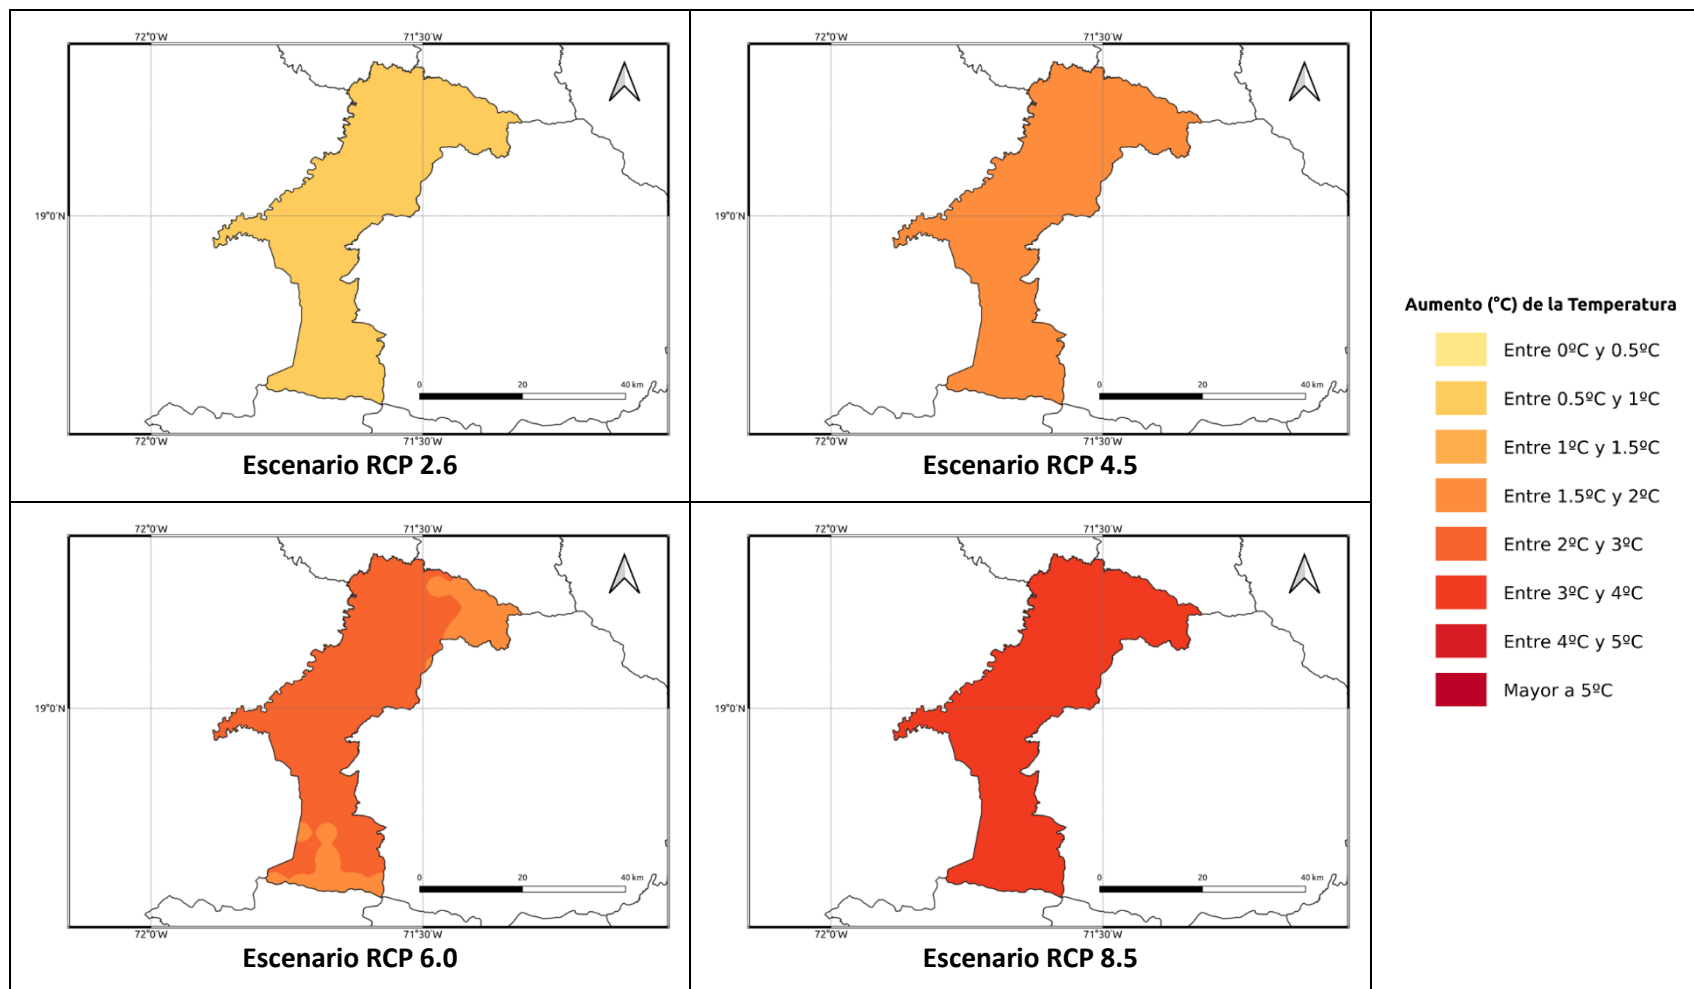 72°0'W 71°30'W
19°0'N
0 20 40 km
72°0'W 71°30'W
Escenario RCP 2.6
72°0'W 71°30'W
19°0'N
0 20 40 km
72°0'W 71°30'W
Escenario RCP 4.5
72°0'W 71°30'W
19°0'N
0 20 40 km
72°0'W 71°30'W
Escenario RCP 6.0
72°0'W 71°30'W
19°0'N
0 20 40 km
72°0'W 71°30'W
Escenario RCP 8.5
Aumento (°C) de la Temperatura
Entre 0ºC y 0.5ºC
Entre 0.5ºC y 1ºC
Entre 1ºC y 1.5ºC
Entre 1.5ºC y 2ºC
Entre 2ºC y 3ºC
Entre 3ºC y 4ºC
Entre 4ºC y 5ºC
Mayor a 5ºC